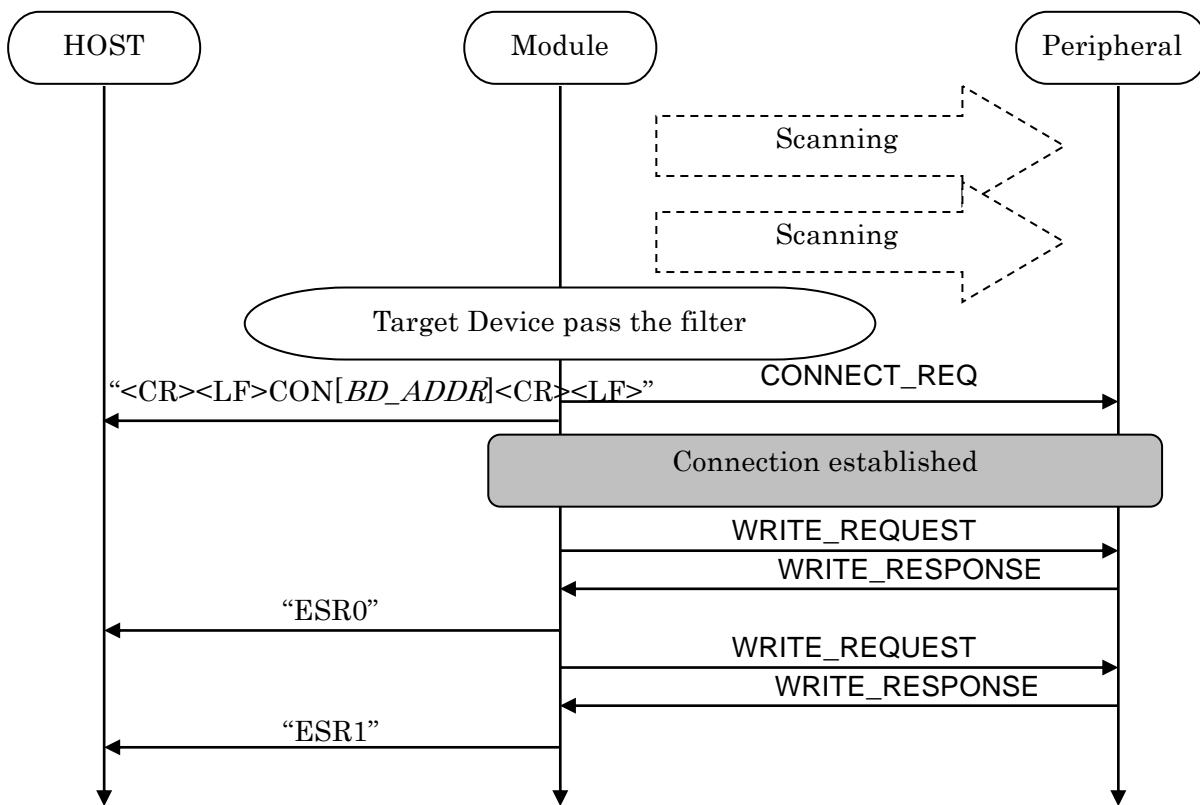 HOST
Module
Peripheral
Scanning
Scanning
Target Device pass the filter
CONNECT_REQ
“<CR><LF>CON[BD_ADDR]<CR><LF>”
Connection established
WRITE_REQUEST
WRITE_RESPONSE
“ESR0”
WRITE_REQUEST
WRITE_RESPONSE
“ESR1”